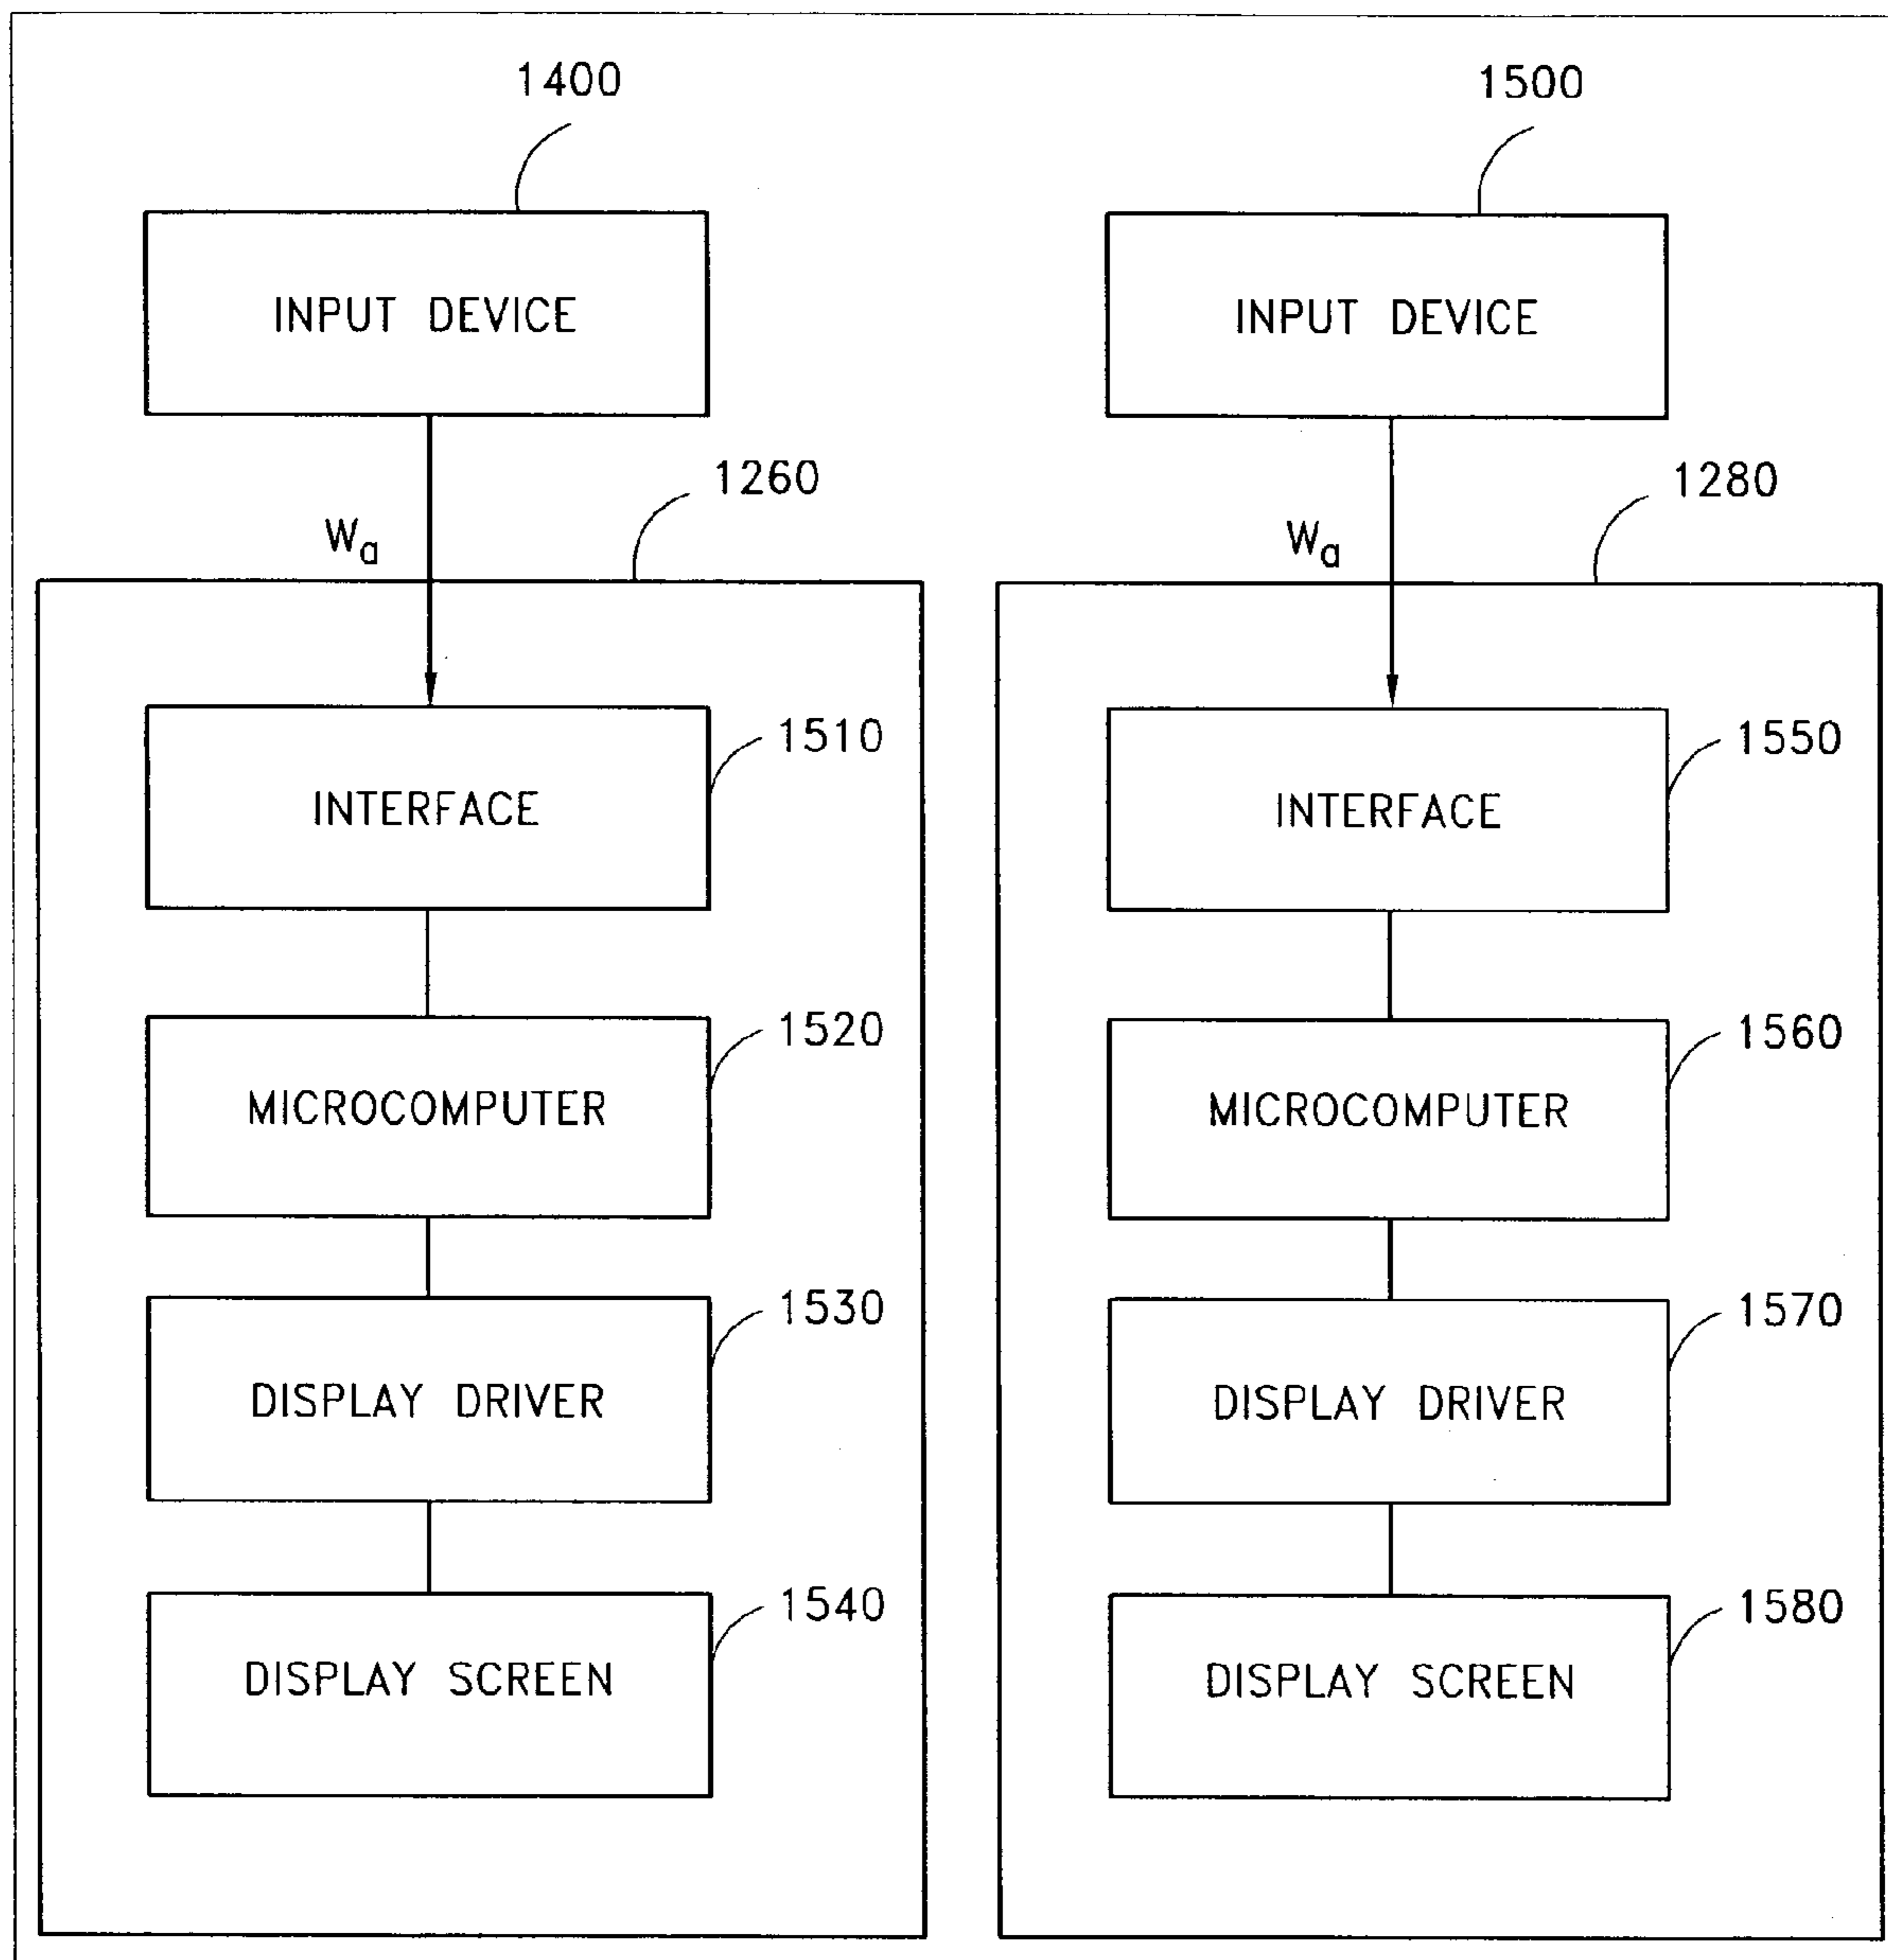 1400
INPUT DEVICE
Wa
1260
INTERFACE
1510
MICROCOMPUTER
1520
DISPLAY DRIVER
1530
DISPLAY SCREEN
1540
1500
INPUT DEVICE
Wa
1280
INTERFACE
1550
MICROCOMPUTER
1560
DISPLAY DRIVER
1570
DISPLAY SCREEN
1580